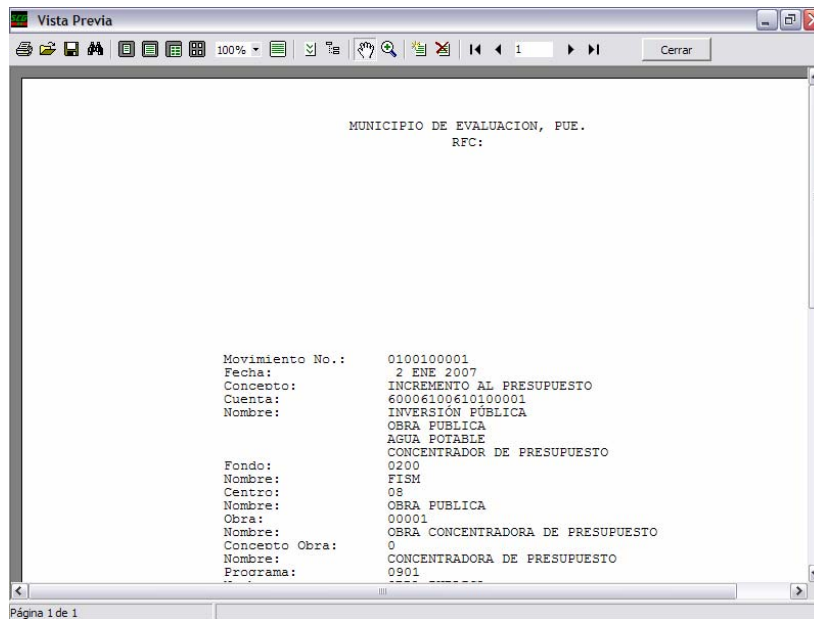 SCG
Vista Previa
100%
1
Cerrar
MUNICIPIO DE EVALUACION, PUE.
RFC:
Movimiento No.: 0100100001
Fecha: 2 ENE 2007
Concepto: INCREMENTO AL PRESUPUESTO
Cuenta: 60006100610100001
Nombre: INVERSIÓN PÚBLICA
OBRA PUBLICA
AGUA POTABLE
CONCENTRADOR DE PRESUPUESTO
Fondo: 0200
Nombre: FISM
Centro: 08
Nombre: OBRA PUBLICA
Obra: 00001
Nombre: OBRA CONCENTRADORA DE PRESUPUESTO
Concepto Obra: 0
Nombre: CONCENTRADORA DE PRESUPUESTO
Programa: 0901
Página 1 de 1